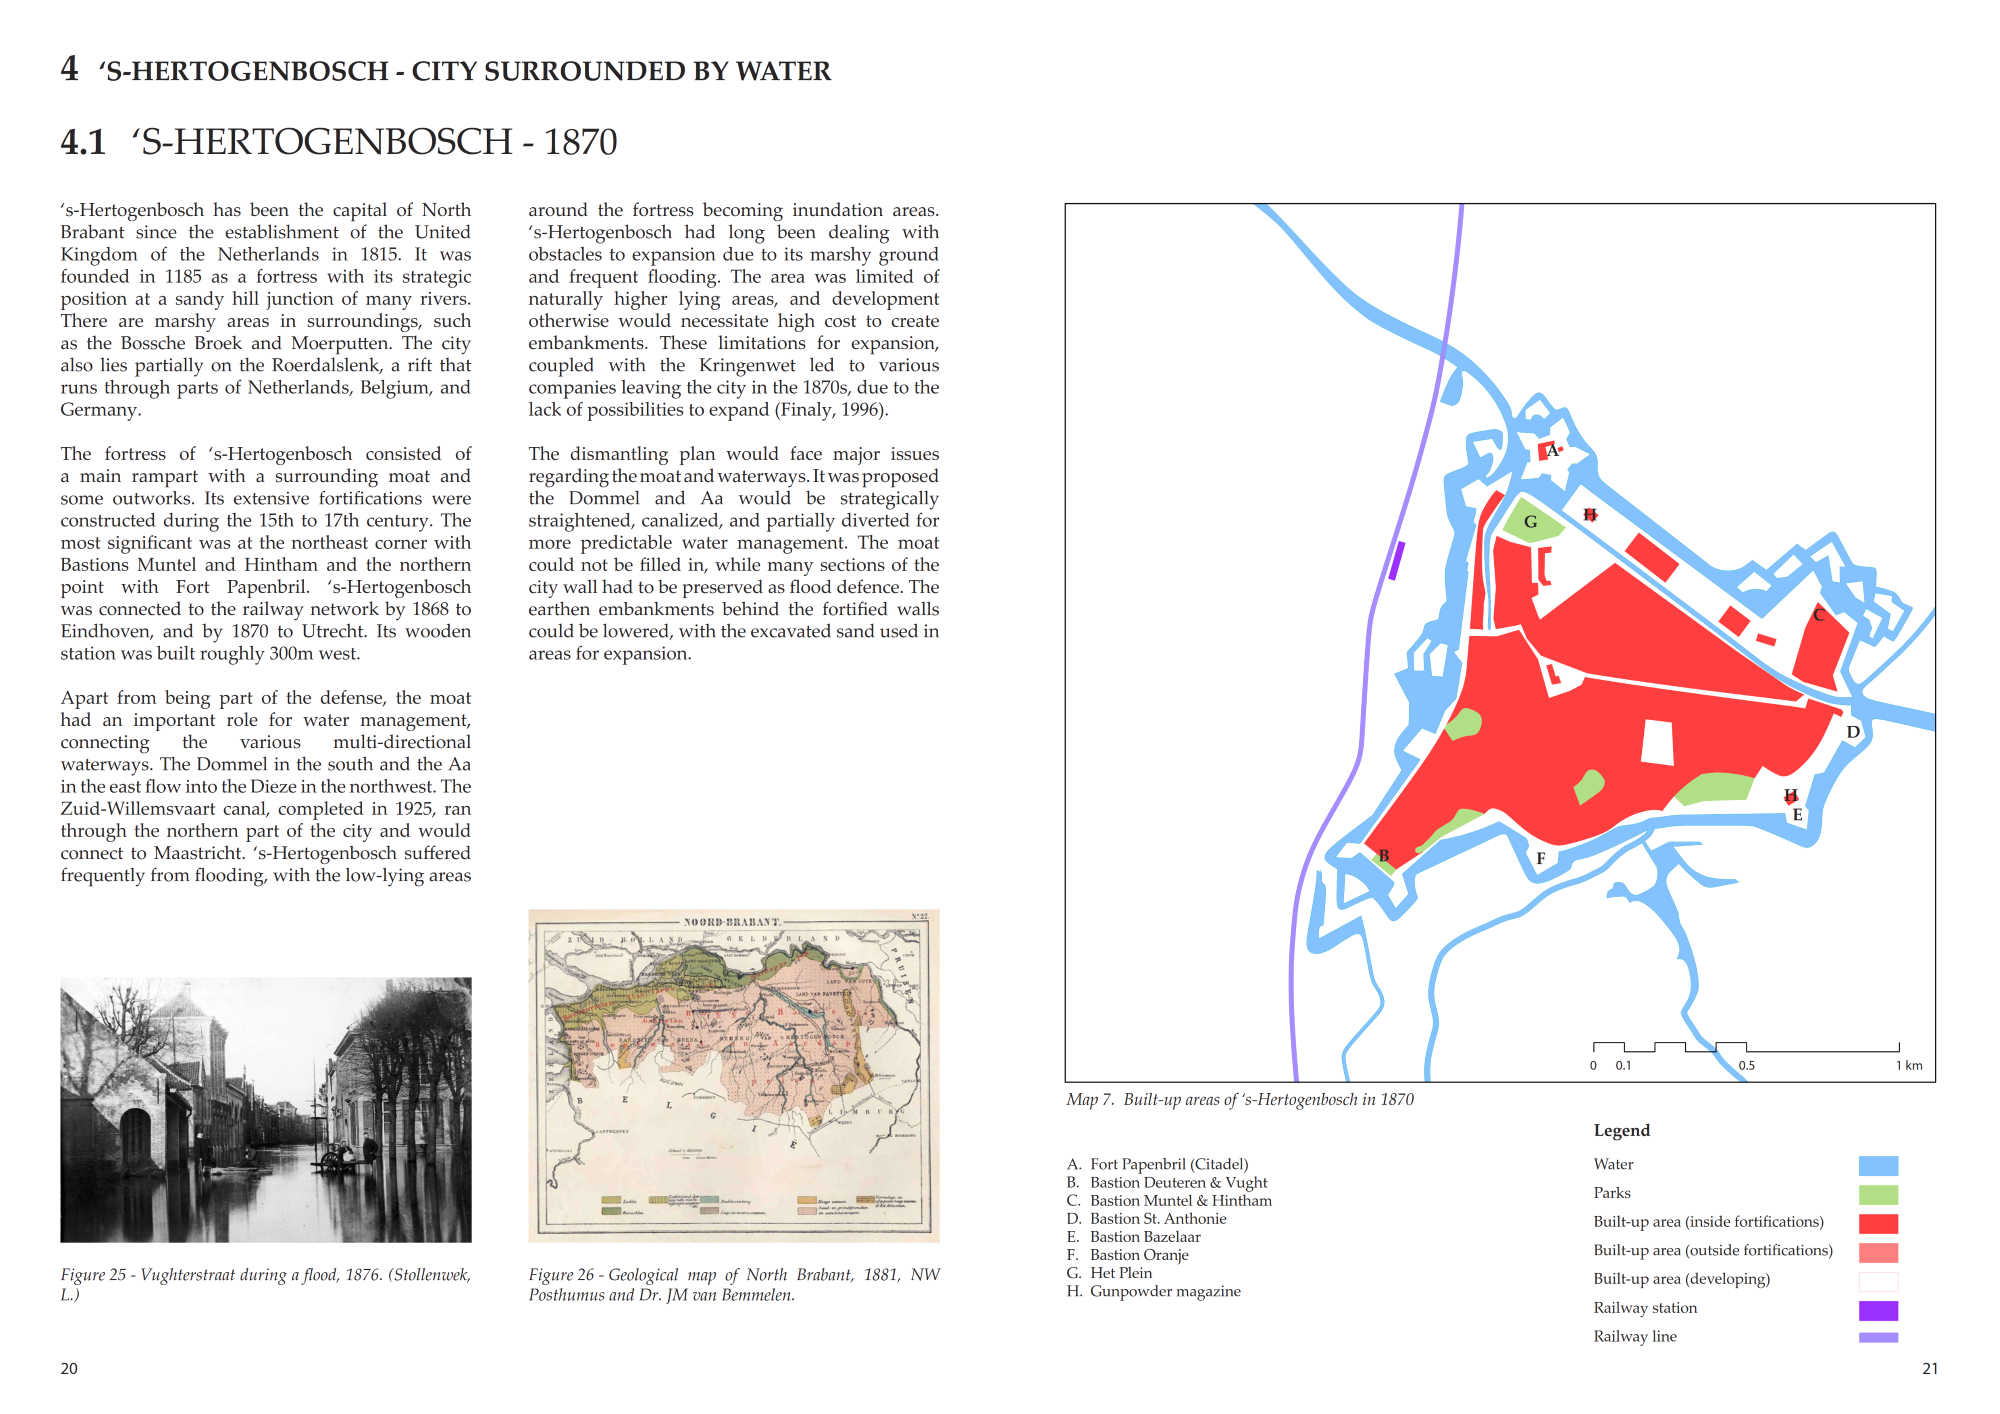 4 ‘S-HERTOGENBOSCH - CITY SURROUNDED BY WATER
4.1 ‘S-HERTOGENBOSCH - 1870
‘s-Hertogenbosch has been the capital of North
Brabant since the establishment of the United
Kingdom of the Netherlands in 1815. It was
founded in 1185 as a fortress with its strategic
position at a sandy hill junction of many rivers.
There are marshy areas in surroundings, such
as the Bossche Broek and Moerputten. The city
also lies partially on the Roerdalslenk, a rift that
runs through parts of Netherlands, Belgium, and
Germany.
The fortress of ‘s-Hertogenbosch consisted of
a main rampart with a surrounding moat and
some outworks. Its extensive fortifications were
constructed during the 15th to 17th century. The
most significant was at the northeast corner with
Bastions Muntel and Hintham and the northern
point with Fort Papenbril. ‘s-Hertogenbosch
was connected to the railway network by 1868 to
Eindhoven, and by 1870 to Utrecht. Its wooden
station was built roughly 300m west.
Apart from being part of the defense, the moat
had an important role for water management,
connecting the various multi-directional
waterways. The Dommel in the south and the Aa
in the east flow into the Dieze in the northwest. The
Zuid-Willemsvaart canal, completed in 1925, ran
through the northern part of the city and would
connect to Maastricht. ‘s-Hertogenbosch suffered
frequently from flooding, with the low-lying areas
around the fortress becoming inundation areas.
‘s-Hertogenbosch had long been dealing with
obstacles to expansion due to its marshy ground
and frequent flooding. The area was limited of
naturally higher lying areas, and development
otherwise would necessitate high cost to create
embankments. These limitations for expansion,
coupled with the Kringenwet led to various
companies leaving the city in the 1870s, due to the
lack of possibilities to expand (Finaly, 1996).
The dismantling plan would face major issues
regarding the moat and waterways. It was proposed
the Dommel and Aa would be strategically
straightened, canalized, and partially diverted for
more predictable water management. The moat
could not be filled in, while many sections of the
city wall had to be preserved as flood defence. The
earthen embankments behind the fortified walls
could be lowered, with the excavated sand used in
areas for expansion.
NOORD-BRABANT.
No 22.
ZUID HOLLAND GELDERLAND
PRUISEN
LAND VAN CUYK
LAND VAN RAVENSTEIN
BELGIE
LIMBURG
ANTWERPEN
Figure 25 - Vughterstraat during a flood, 1876. (Stollenwek,
L.)
Figure 26 - Geological map of North Brabant, 1881, NW
Posthumus and Dr. JM van Bemmelen.
20
A
G
H
C
D
H
E
B
F
0 0.1 0.5 1 km
Map 7. Built-up areas of ‘s-Hertogenbosch in 1870
A. Fort Papenbril (Citadel)
B. Bastion Deuteren & Vught
C. Bastion Muntel & Hintham
D. Bastion St. Anthonie
E. Bastion Bazelaar
F. Bastion Oranje
G. Het Plein
H. Gunpowder magazine
Legend
Water
Parks
Built-up area (inside fortifications)
Built-up area (outside fortifications)
Built-up area (developing)
Railway station
Railway line
21